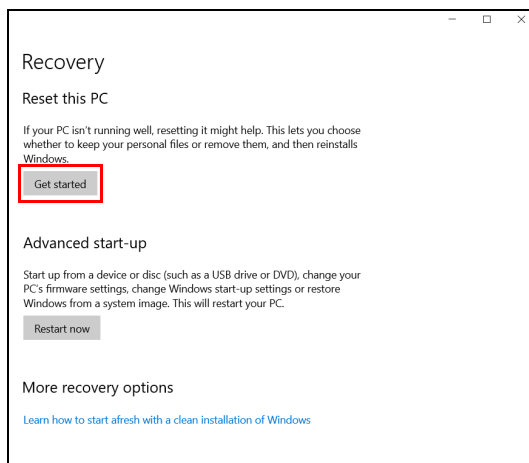 Recovery
Reset this PC
If your PC isn't running well, resetting it might help. This lets you choose
whether to keep your personal files or remove them, and then reinstalls
Windows.
Get started
Advanced start-up
Start up from a device or disc (such as a USB drive or DVD), change your
PC's firmware settings, change Windows start-up settings or restore
Windows from a system image. This will restart your PC.
Restart now
More recovery options
Learn how to start afresh with a clean installation of Windows